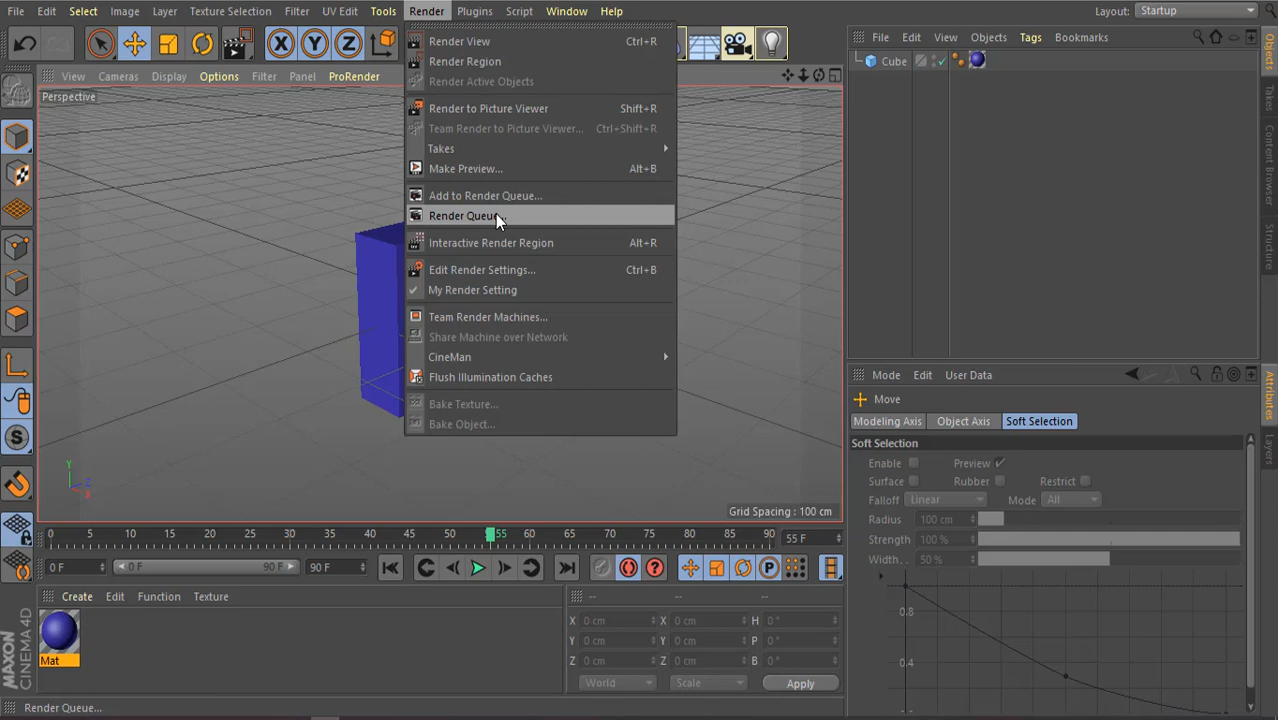 File Edit Image Layer Texture Selection Filter UV Edit Tools Render Plugins Script Window Help Layout: Startup
View Cameras Display Options Filter Panel ProRender
Perspective
Render View Ctrl+R
Render Region
Render Active Objects
Render to Picture Viewer Shift+R
Team Render to Picture Viewer... Ctrl+Shift+R
Takes
Make Preview... Alt+B
Add to Render Queue...
Render Queue...
Interactive Render Region Alt+R
Edit Render Settings... Ctrl+B
My Render Setting
Team Render Machines...
Share Machine over Network
CineMan
Flush Illumination Caches
Bake Texture...
Bake Object...
X Y Z
Y
Z
X
Grid Spacing : 100 cm
File Edit View Objects Tags Bookmarks
Cube
Objects
Takes
Content Browser
Mode Edit User Data
Move
Modeling Axis Object Axis Soft Selection
Soft Selection
Enable Preview
Surface Rubber Restrict
Falloff Linear Mode All
Radius 100 cm
Strength 100 %
Width. . 50 %
0.8
0.4
Attributes
Layers
0 5 10 15 20 25 30 35 40 45 50 55 60 65 70 75 80 85 90 55 F
0 F 0 F 90 F 90 F
Create Edit Function Texture
Mat
-- -- --
X 0 cm X 0 cm H 0 °
Y 0 cm Y 0 cm P 0 °
Z 0 cm Z 0 cm B 0 °
World Scale Apply
MAXON
CINEMA 4D
Render Queue...